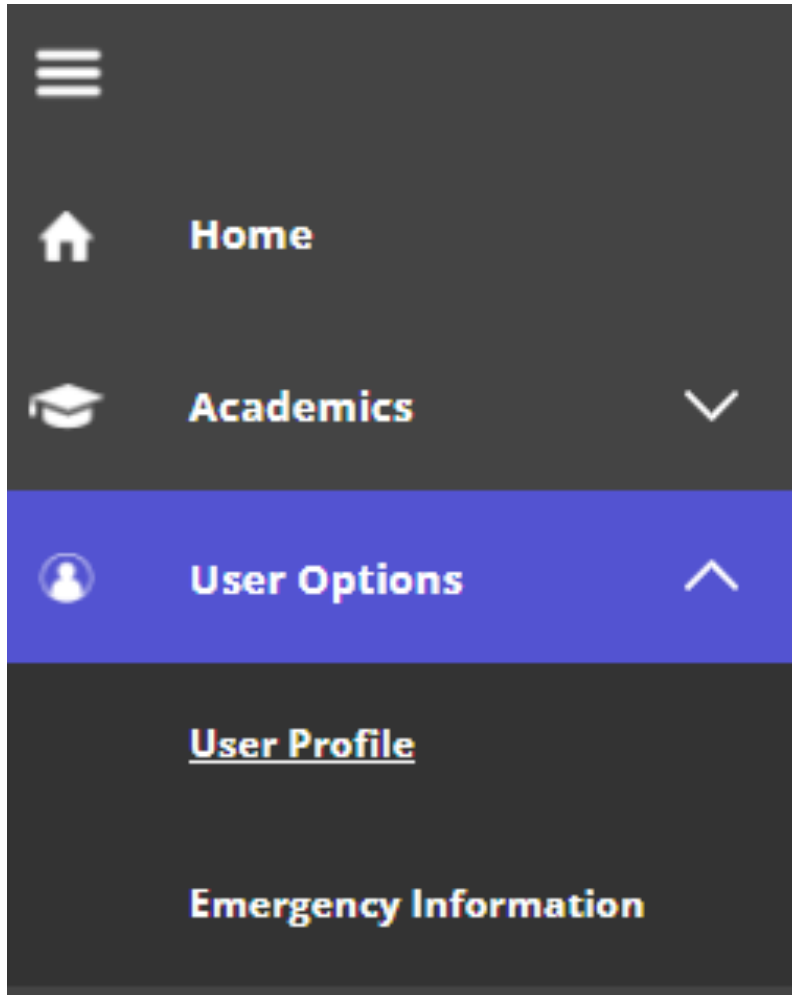 Home
Academics
User Options
User Profile
Emergency Information